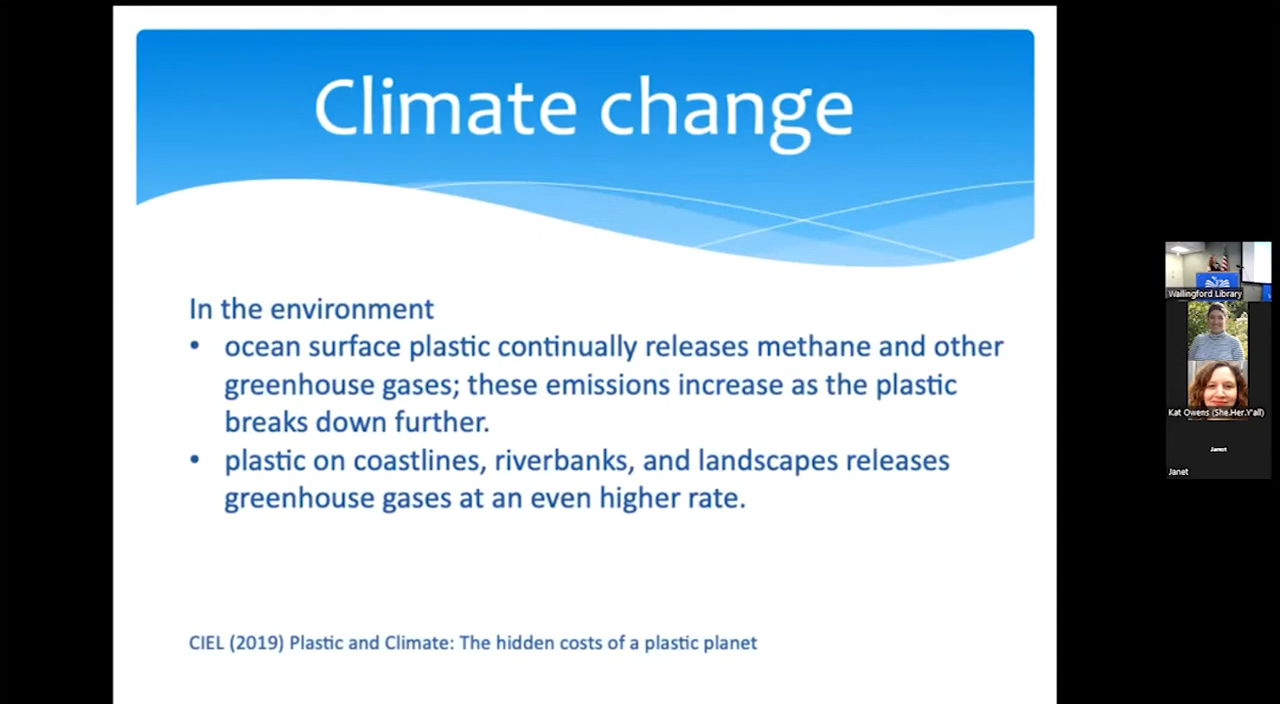 Climate change
In the environment
• ocean surface plastic continually releases methane and other
greenhouse gases; these emissions increase as the plastic
breaks down further.
• plastic on coastlines, riverbanks, and landscapes releases
greenhouse gases at an even higher rate.
CIEL (2019) Plastic and Climate: The hidden costs of a plastic planet
Wallingford Library
Kat Owens (She.Her.Y'all)
Janet
Janet